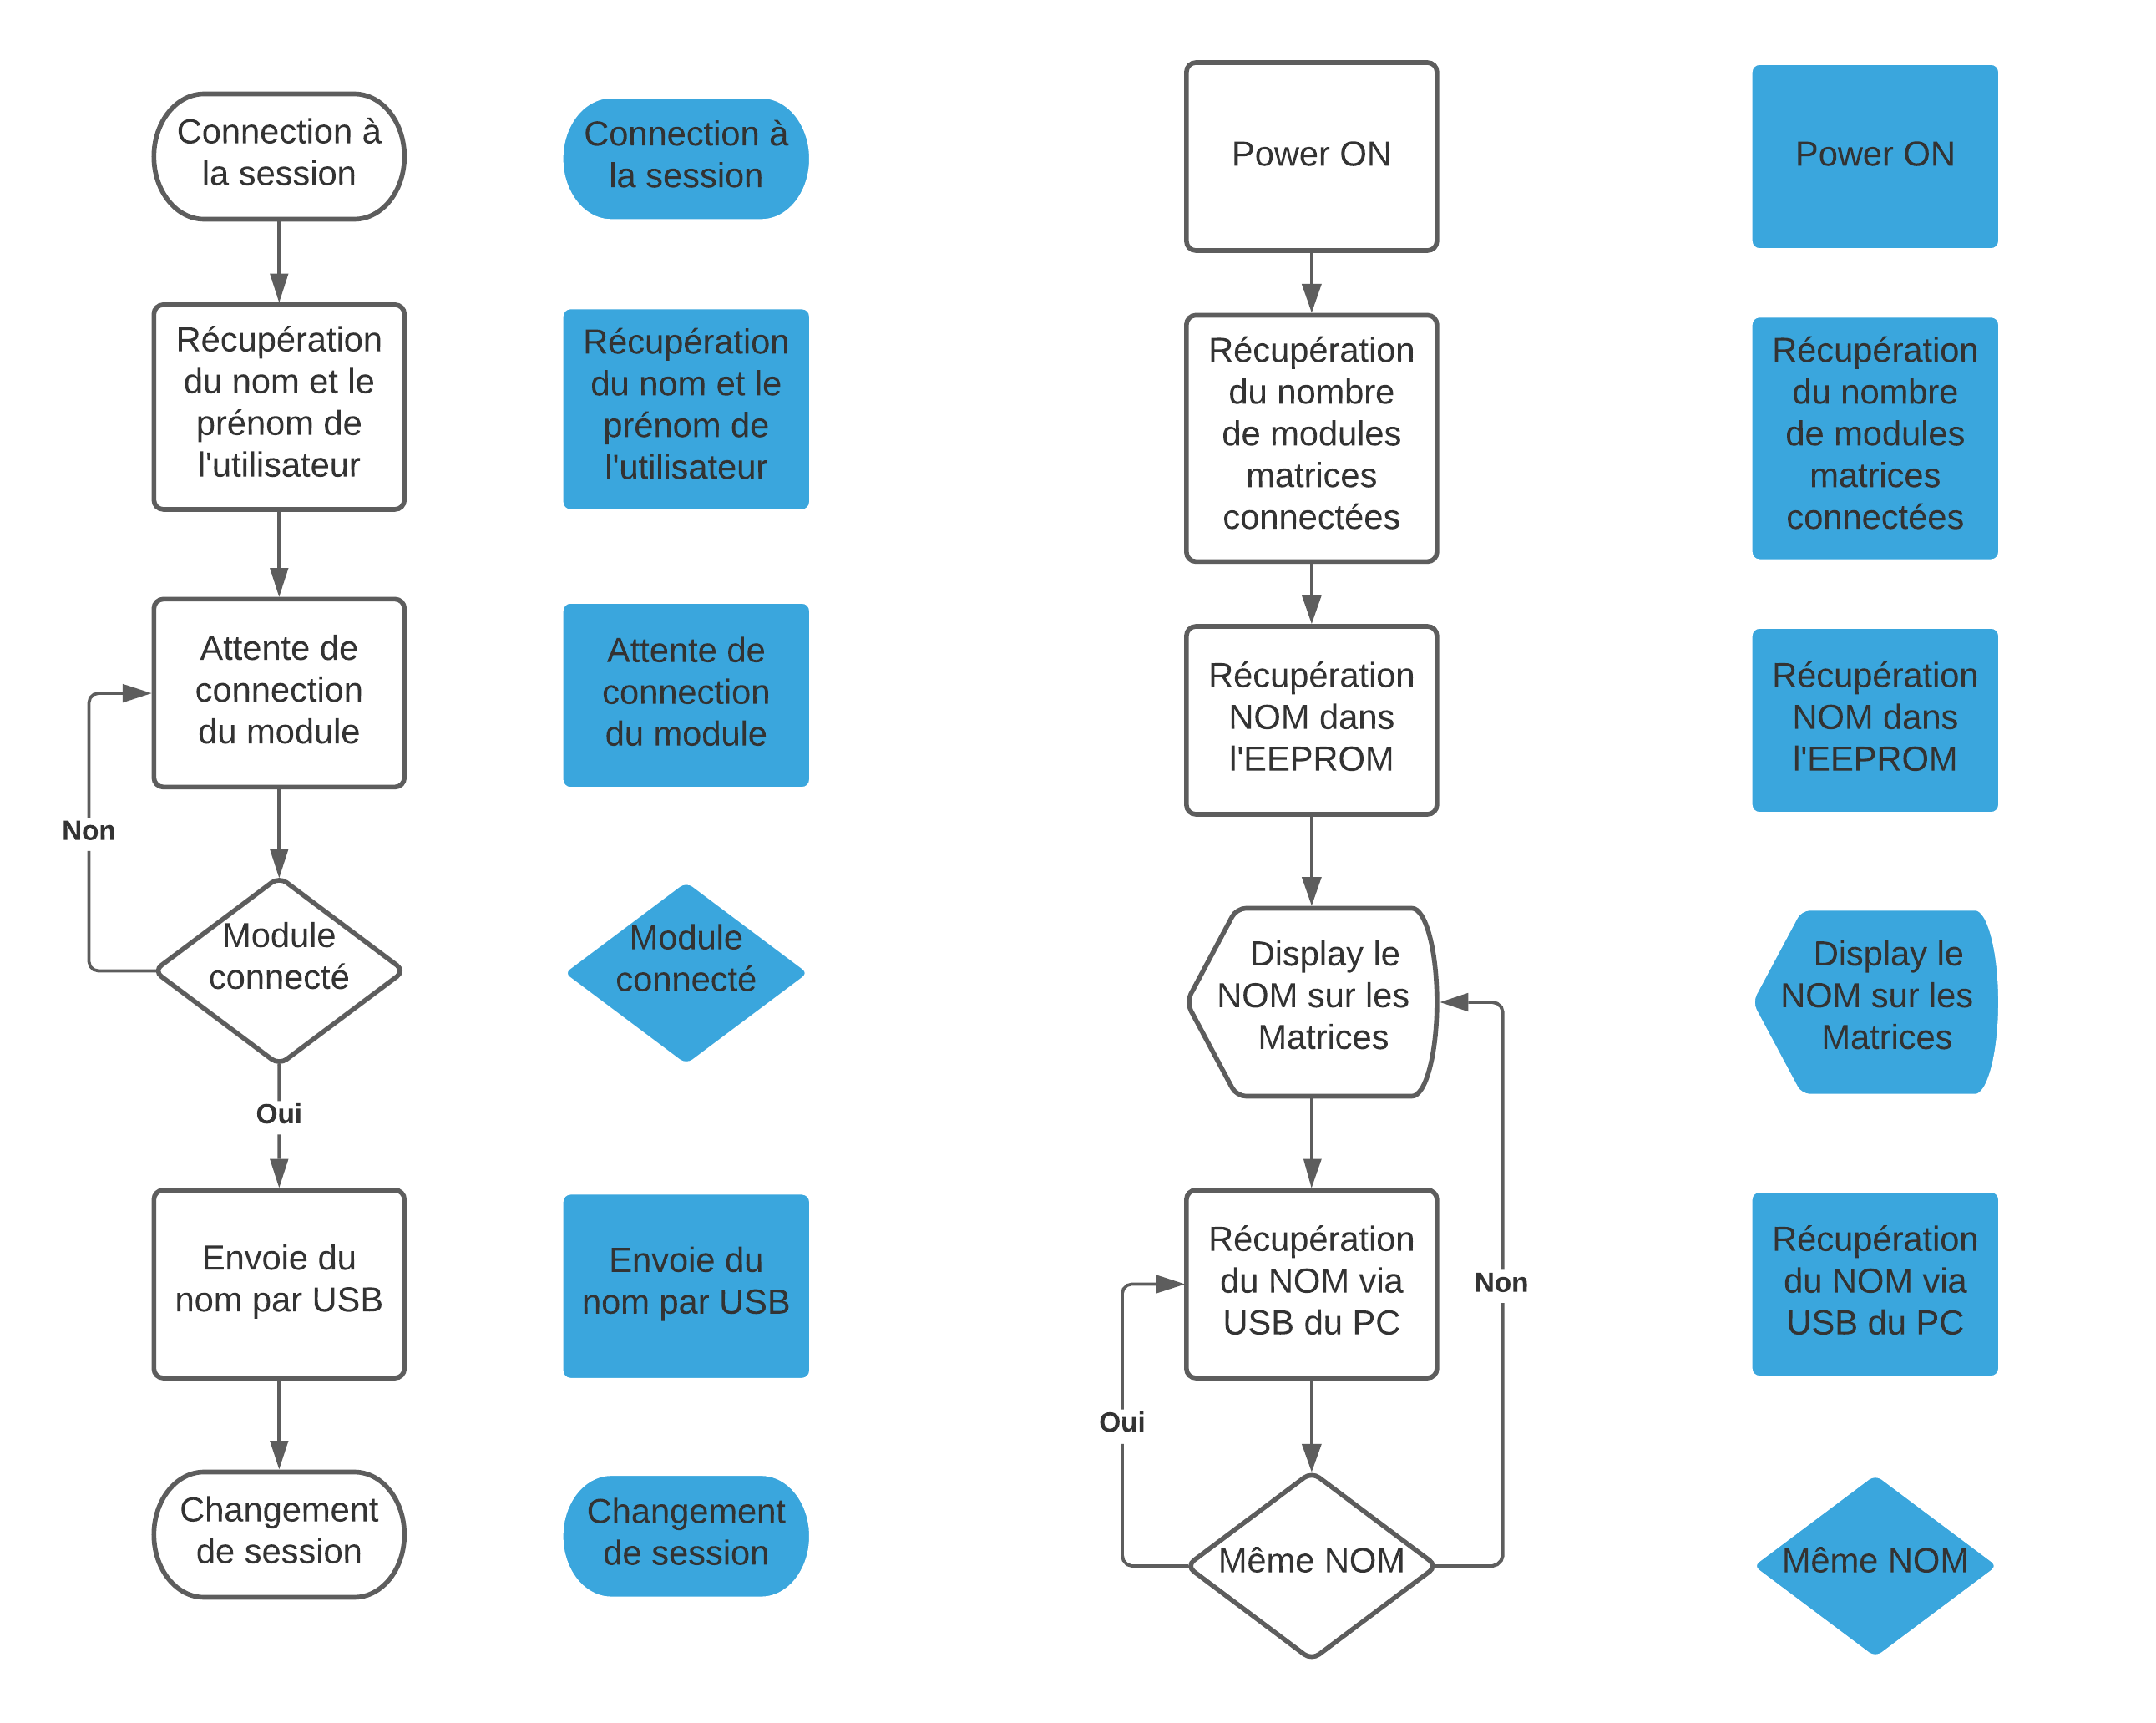 Connection à
la session
Récupération
du nom et le
prénom de
l'utilisateur
Attente de
connection
du module
Non
Module
connecté
Oui
Envoie du
nom par USB
Changement
de session
Connection à
la session
Récupération
du nom et le
prénom de
l'utilisateur
Attente de
connection
du module
Module
connecté
Envoie du
nom par USB
Changement
de session
Power ON
Récupération
du nombre
de modules
matrices
connectées
Récupération
NOM dans
l'EEPROM
Display le
NOM sur les
Matrices
Récupération
du NOM via
USB du PC
Non
Oui
Même NOM
Power ON
Récupération
du nombre
de modules
matrices
connectées
Récupération
NOM dans
l'EEPROM
Display le
NOM sur les
Matrices
Récupération
du NOM via
USB du PC
Même NOM